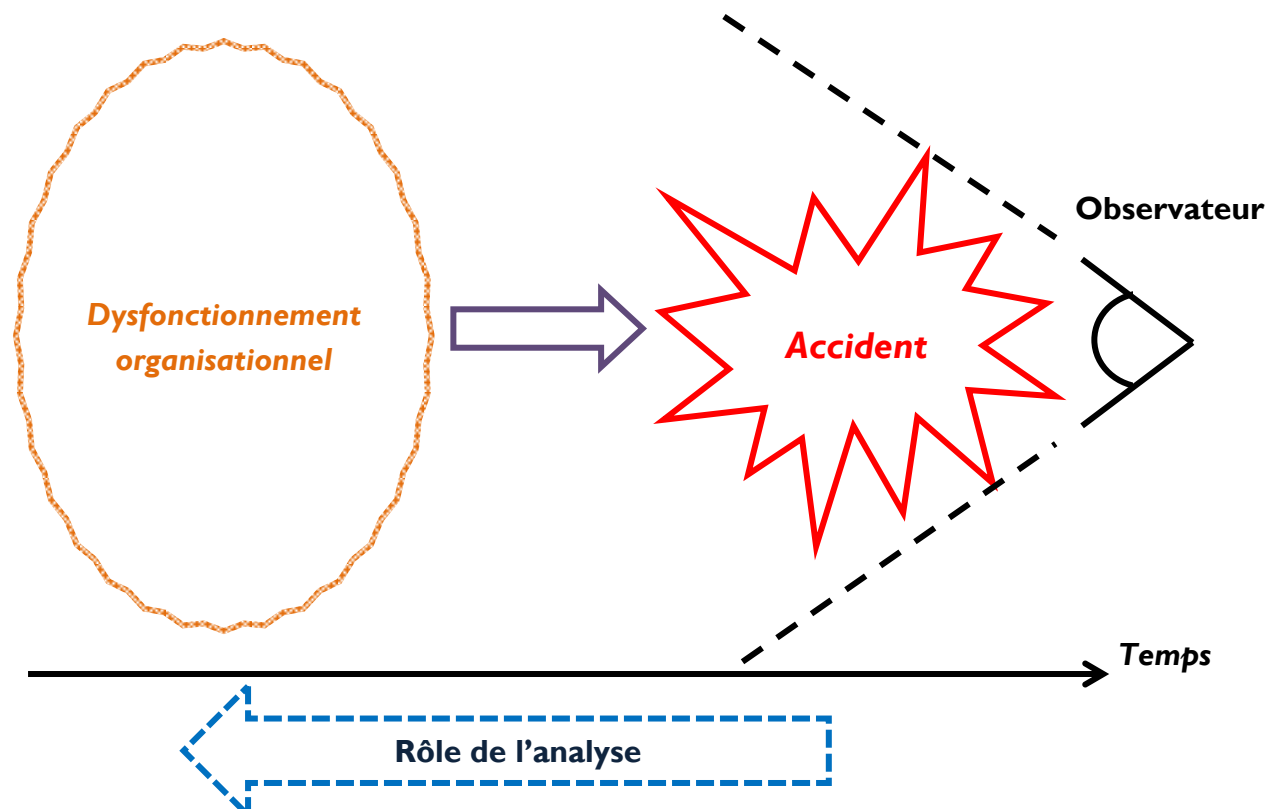 Observateur
Dysfonctionnement
organisationnel
Accident
Temps
Rôle de l’analyse